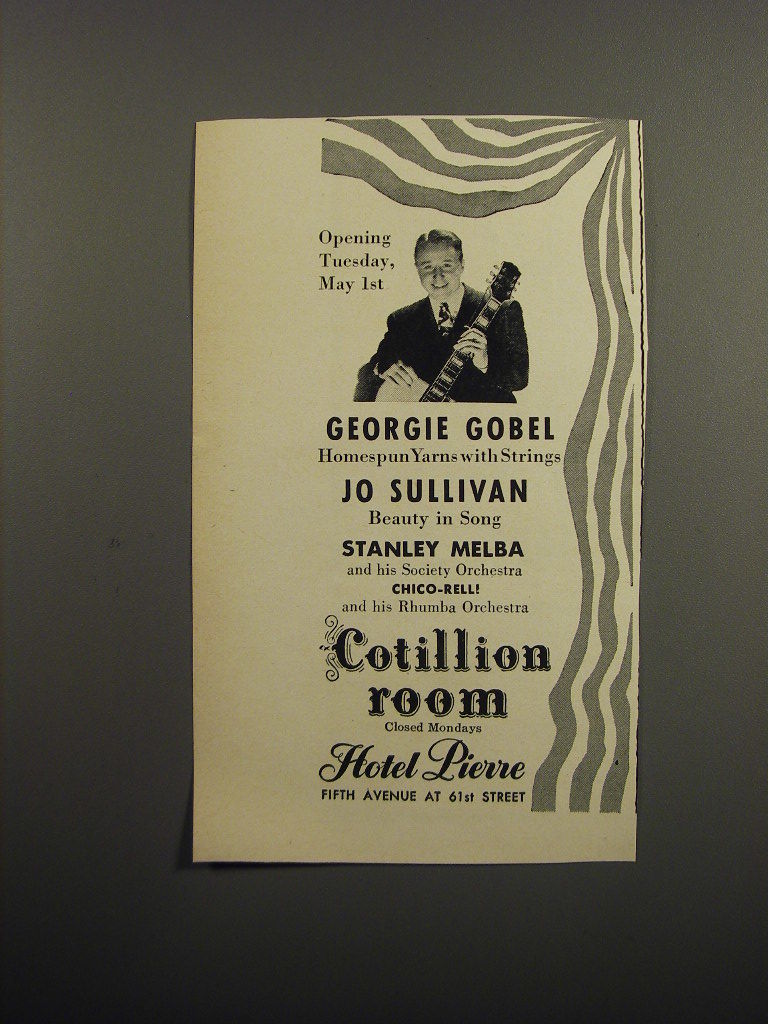 Opening
Tuesday,
May 1st
GEORGIE GOBEL
Homespun Yarns with Strings
JO SULLIVAN
Beauty in Song
STANLEY MELBA
and his Society Orchestra
CHICO-RELL!
and his Rhumba Orchestra
Cotillion
room
Closed Mondays
Hotel Pierre
FIFTH AVENUE AT 61st STREET